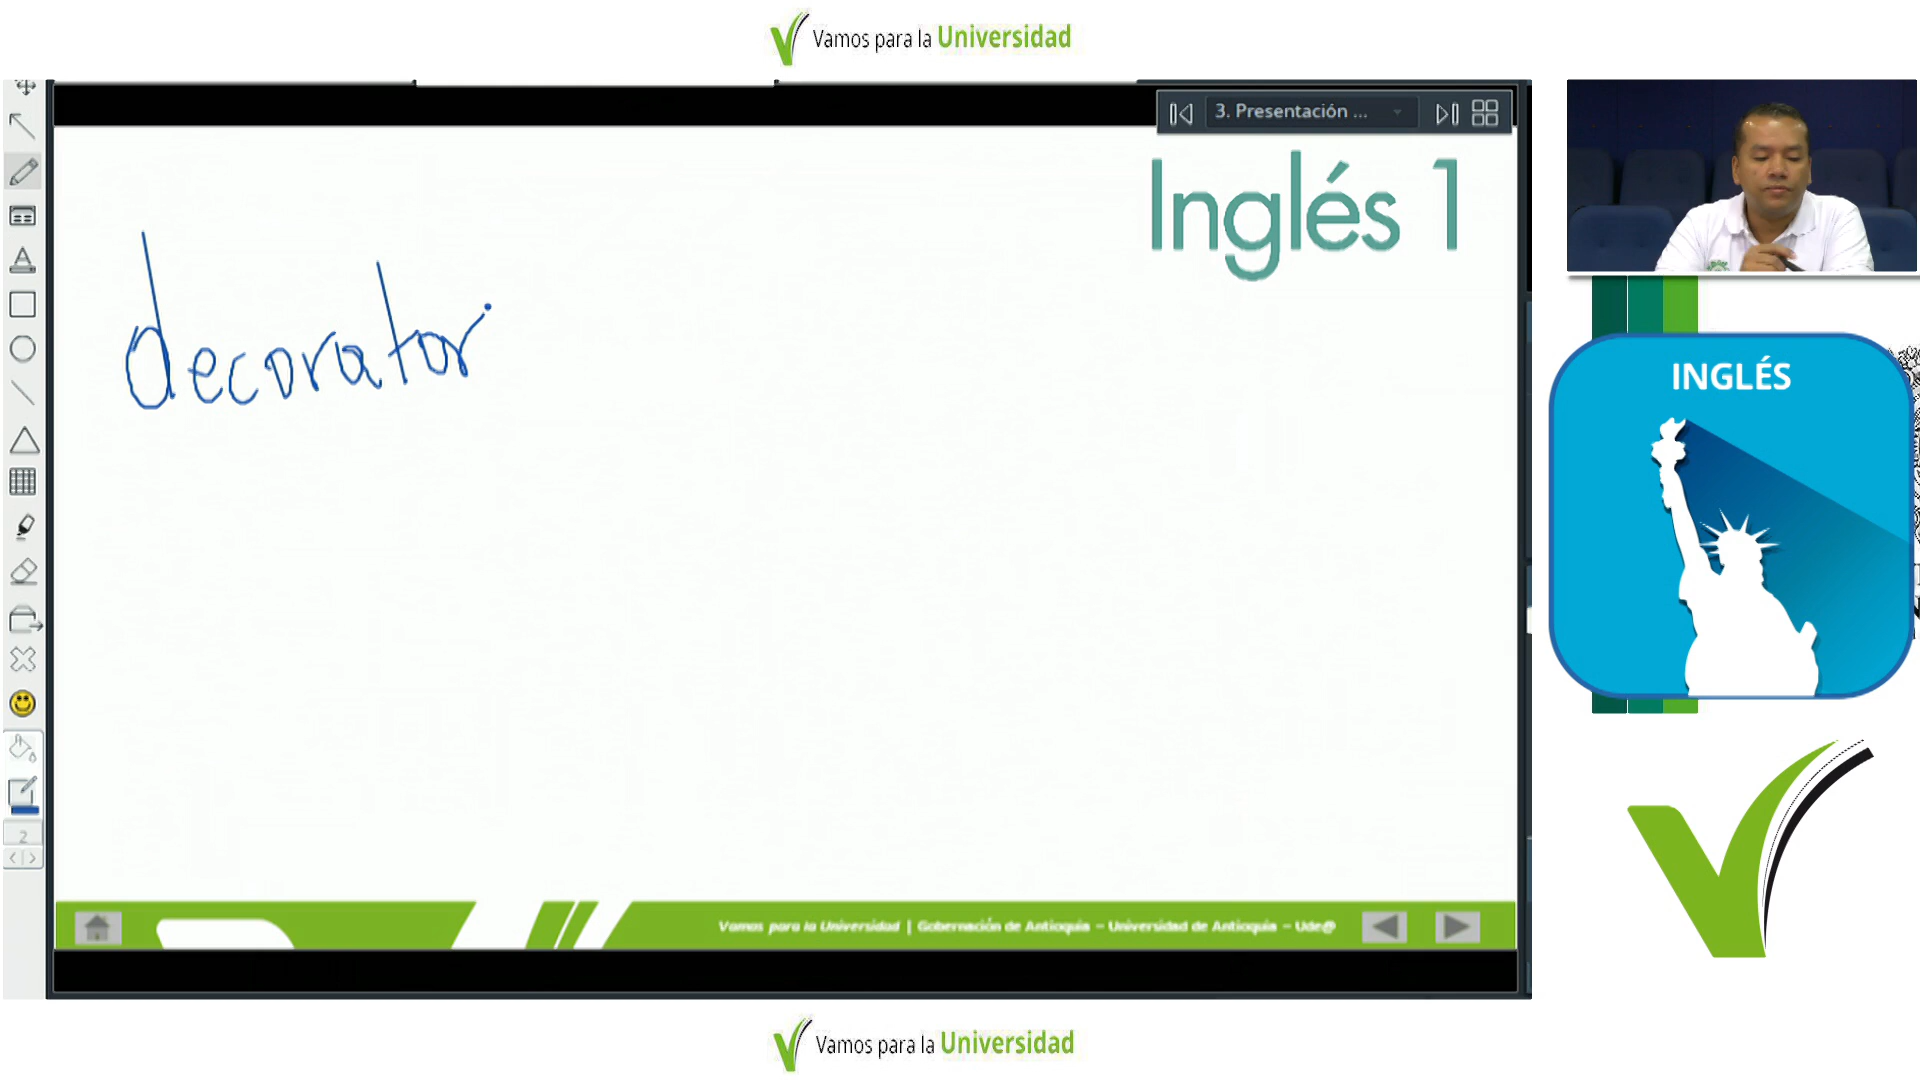 Vamos para la Universidad
3. Presentación ...
Inglés 1
decorator
INGLÉS
2
Vamos para la Universidad | Gobernación de Antioquia – Universidad de Antioquia – Ude@
Vamos para la Universidad